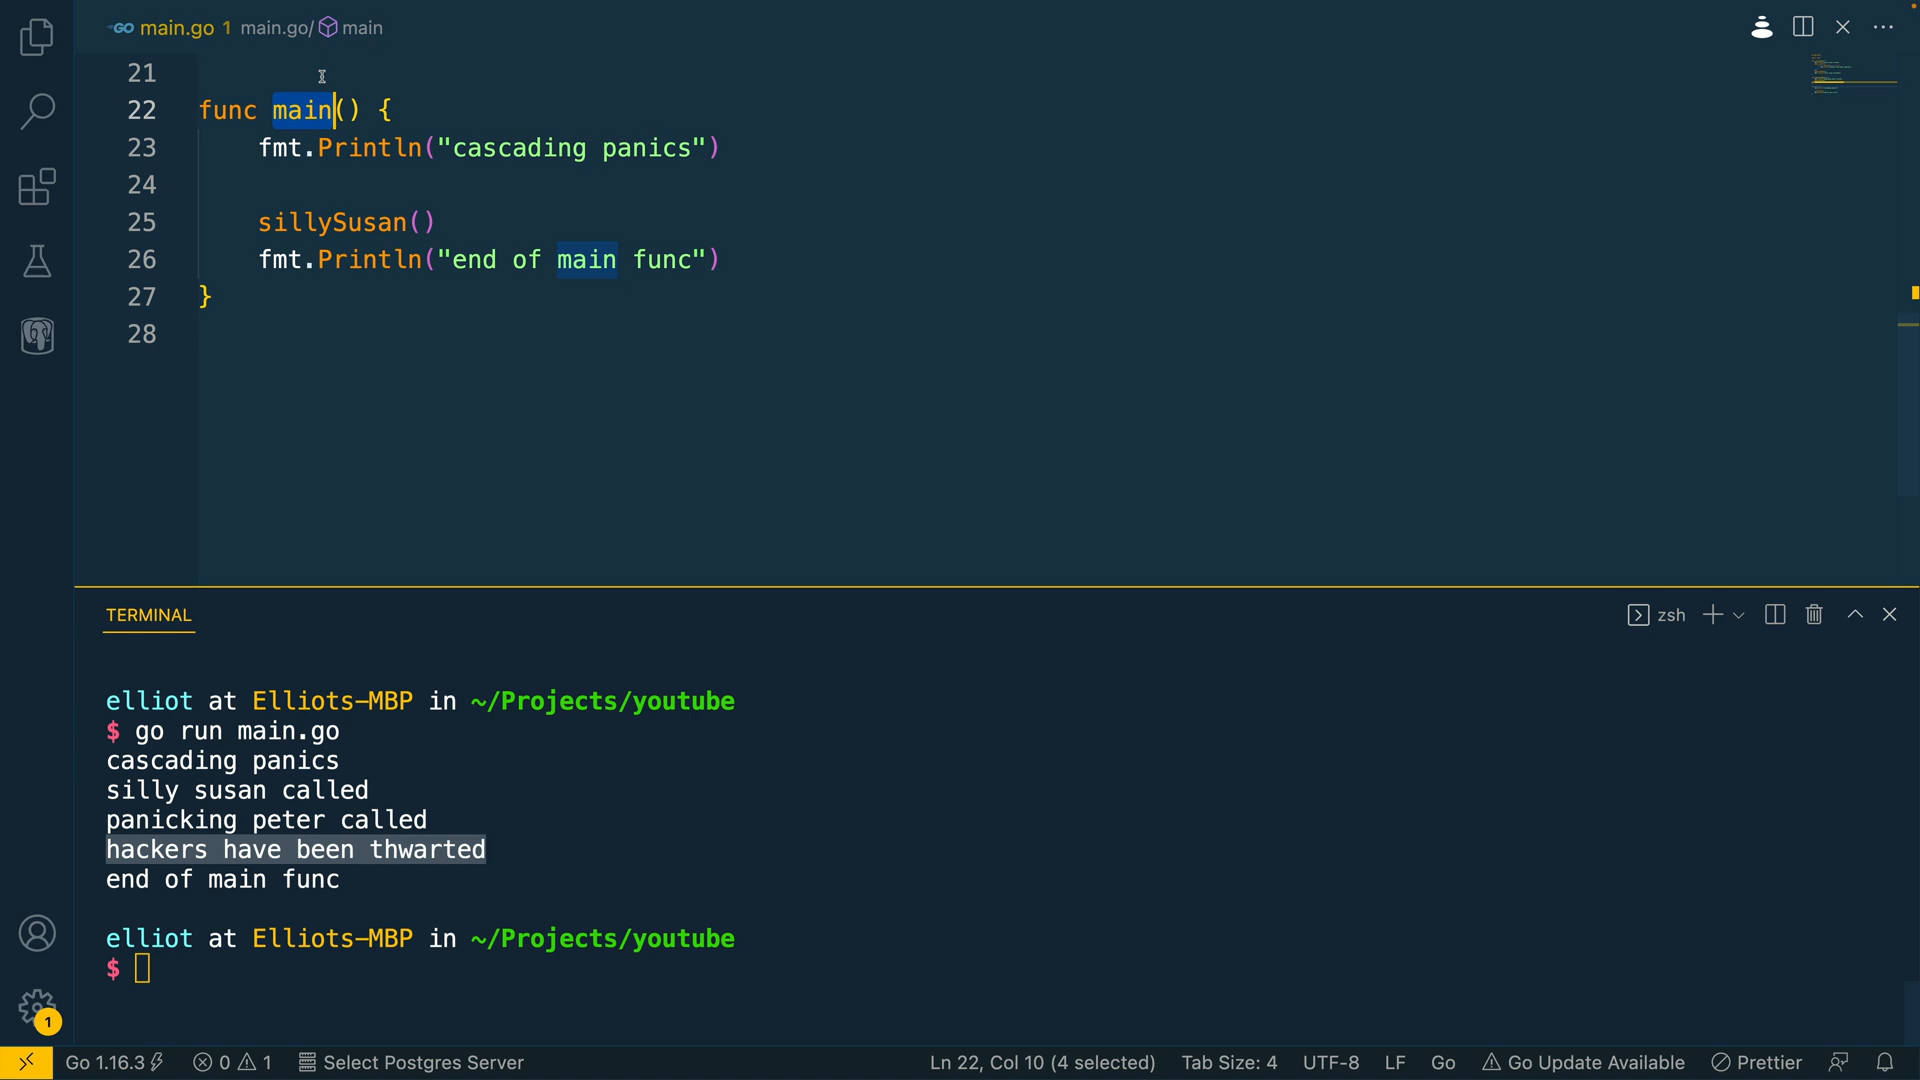 GO main.go 1 main.go/ main
21
22 func main() {
23 fmt.Println("cascading panics")
24
25 sillySusan()
26 fmt.Println("end of main func")
27 }
28
TERMINAL
zsh
elliot at Elliots-MBP in ~/Projects/youtube
$ go run main.go
cascading panics
silly susan called
panicking peter called
hackers have been thwarted
end of main func
elliot at Elliots-MBP in ~/Projects/youtube
$
1
Go 1.16.3 0 1 Select Postgres Server Ln 22, Col 10 (4 selected) Tab Size: 4 UTF-8 LF Go Go Update Available Prettier